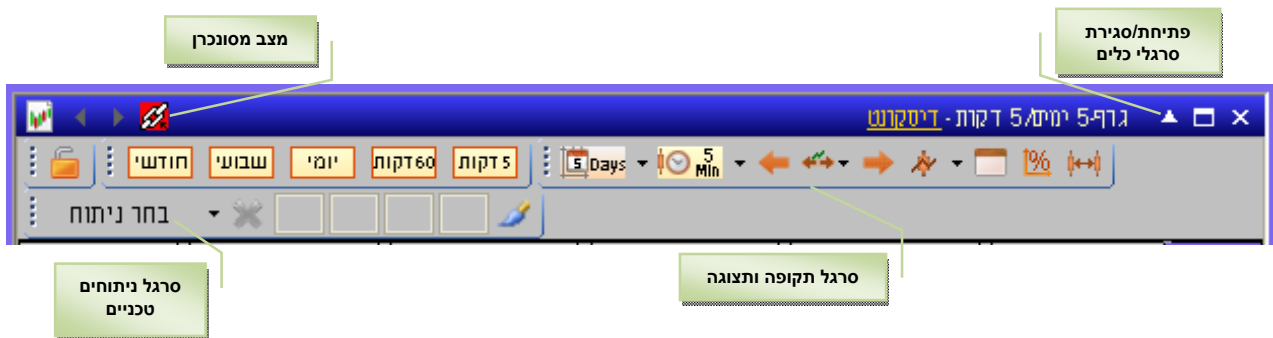 פתיחת/סגירת
סרגלי כלים
מצב מסונכרן
גרף-5 ימים/5 דקות - דיסקונט
חודשי שבועי יומי 60דקות 5 דקות 5 Days 5 Min %
בחר ניתוח
סרגל תקופה ותצוגה
סרגל ניתוחים
טכניים